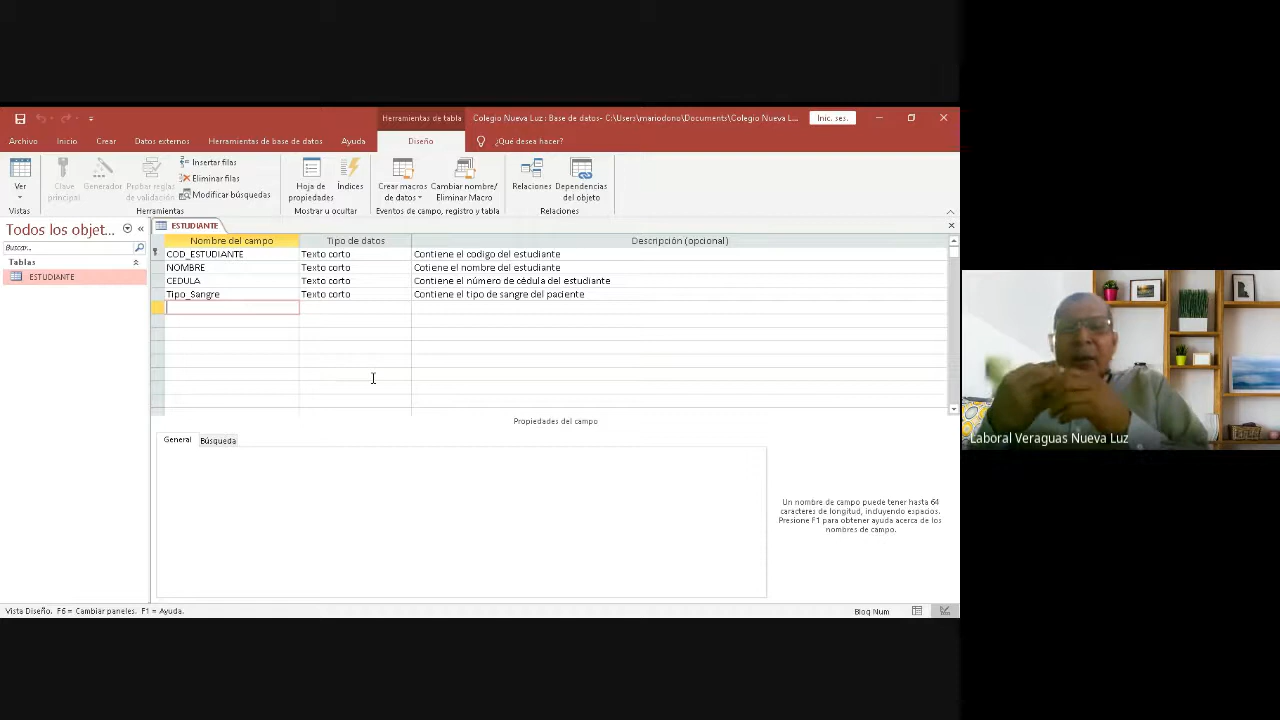 Herramientas de tabla
Colegio Nueva Luz : Base de datos- C:\Users\mariodono\Documents\Colegio Nueva L...
Inic. ses.
Archivo
Inicio
Crear
Datos externos
Herramientas de base de datos
Ayuda
Diseño
¿Qué desea hacer?
Ver
Clave principal
Generador
Probar reglas de validación
Insertar filas
Eliminar filas
Modificar búsquedas
Hoja de propiedades
Índices
Crear macros de datos
Cambiar nombre/ Eliminar Macro
Relaciones
Dependencias del objeto
Vistas
Herramientas
Mostrar u ocultar
Eventos de campo, registro y tabla
Relaciones
Todos los objet...
Buscar...
Tablas
ESTUDIANTE
ESTUDIANTE
Nombre del campo Tipo de datos Descripción (opcional)
COD_ESTUDIANTE Texto corto Contiene el codigo del estudiante
NOMBRE Texto corto Cotiene el nombre del estudiante
CEDULA Texto corto Contiene el número de cédula del estudiante
Tipo_Sangre Texto corto Contiene el tipo de sangre del paciente
Propiedades del campo
General
Búsqueda
Un nombre de campo puede tener hasta 64
caracteres de longitud, incluyendo espacios.
Presione F1 para obtener ayuda acerca de los
nombres de campo.
Vista Diseño. F6 = Cambiar paneles. F1 = Ayuda.
Bloq Num
Laboral Veraguas Nueva Luz